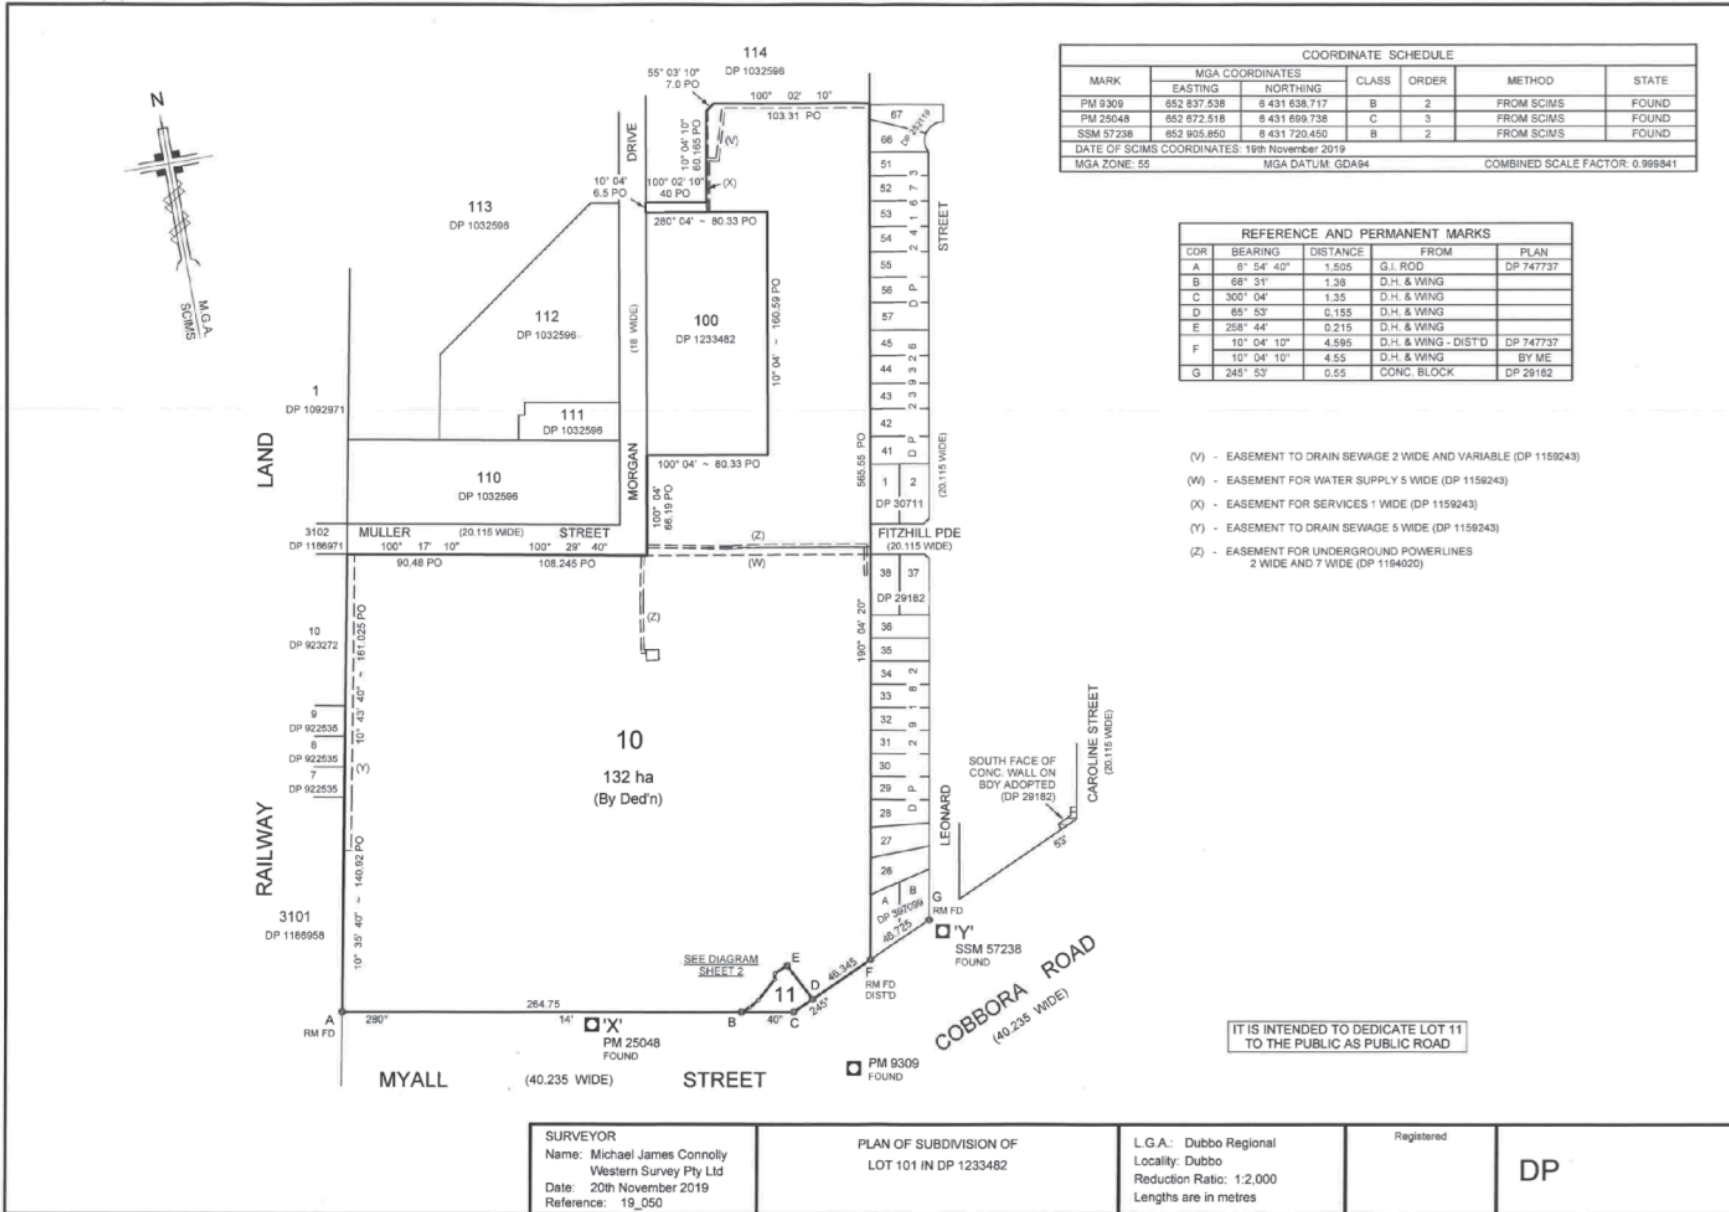 114
DP 1032596
55° 03' 10"
7.0 PO
100° 02' 10"
103.31 PO
N
M.G.A.
SCIMS
DRIVE
10° 04' 10"
60.165 PO
(V)
(X)
10° 04'
6.5 PO
100° 02' 10"
40 PO
280° 04' ~ 80.33 PO
113
DP 1032596
112
DP 1032596
(18 WIDE)
100
DP 1233482
10° 04' ~ 160.59 PO
111
DP 1032596
110
DP 1032596
MORGAN
100° 04' ~ 80.33 PO
100° 04'
66.19 PO
1
DP 1092971
LAND
3102
DP 1186971
MULLER (20.115 WIDE) STREET
100° 17' 10" 100° 29' 40"
90.48 PO 108.245 PO
(Z)
(W)
(Z)
565.55 PO
190° 04' 20"
67
DP 252119
66
51
52
53
54
55
56
57
DP 241673
45
44
43
42
41
DP 239326
1 2
DP 30711
STREET
(20.115 WIDE)
FITZHILL PDE
(20.115 WIDE)
38 37
DP 29182
36
35
34
33
32
31
30
29
28
27
26
DP 29182
A B
DP 397099
LEONARD
10
DP 923272
9
DP 922535
8
DP 922535
7
DP 922535
(Y)
10° 43' 40" ~ 161.025 PO
10° 35' 40" ~ 140.92 PO
RAILWAY
3101
DP 1186958
10
132 ha
(By Ded'n)
SOUTH FACE OF
CONC. WALL ON
BDY ADOPTED
(DP 29182)
CAROLINE STREET
(20.115 WIDE)
53'
G
RM FD
46.725
'Y'
SSM 57238
FOUND
SEE DIAGRAM
SHEET 2
E
D
11
46.345
245°
F
RM FD
DIST'D
COBBORA ROAD
(40.235 WIDE)
A
RM FD
264.75
280° 14' 40"
B
C
'X'
PM 25048
FOUND
PM 9309
FOUND
MYALL (40.235 WIDE) STREET
COORDINATE SCHEDULE
MARK MGA COORDINATES CLASS ORDER METHOD STATE
EASTING NORTHING
PM 9309 652 837.538 6 431 638.717 B 2 FROM SCIMS FOUND
PM 25048 652 672.518 6 431 699.738 C 3 FROM SCIMS FOUND
SSM 57238 652 905.850 6 431 720.450 B 2 FROM SCIMS FOUND
DATE OF SCIMS COORDINATES: 19th November 2019
MGA ZONE: 55 MGA DATUM: GDA94 COMBINED SCALE FACTOR: 0.999841
REFERENCE AND PERMANENT MARKS
COR BEARING DISTANCE FROM PLAN
A 6° 54' 40" 1.505 G.I. ROD DP 747737
B 68° 31' 1.36 D.H. & WING
C 300° 04' 1.35 D.H. & WING
D 65° 53' 0.155 D.H. & WING
E 258° 44' 0.215 D.H. & WING
F 10° 04' 10" 4.595 D.H. & WING - DIST'D DP 747737
10° 04' 10" 4.55 D.H. & WING BY ME
G 245° 53' 0.55 CONC. BLOCK DP 29182
(V) - EASEMENT TO DRAIN SEWAGE 2 WIDE AND VARIABLE (DP 1159243)
(W) - EASEMENT FOR WATER SUPPLY 5 WIDE (DP 1159243)
(X) - EASEMENT FOR SERVICES 1 WIDE (DP 1159243)
(Y) - EASEMENT TO DRAIN SEWAGE 5 WIDE (DP 1159243)
(Z) - EASEMENT FOR UNDERGROUND POWERLINES
2 WIDE AND 7 WIDE (DP 1194020)
IT IS INTENDED TO DEDICATE LOT 11
TO THE PUBLIC AS PUBLIC ROAD
SURVEYOR
Name: Michael James Connolly
Western Survey Pty Ltd
Date: 20th November 2019
Reference: 19_050
PLAN OF SUBDIVISION OF
LOT 101 IN DP 1233482
L.G.A.: Dubbo Regional
Locality: Dubbo
Reduction Ratio: 1:2,000
Lengths are in metres
Registered
DP